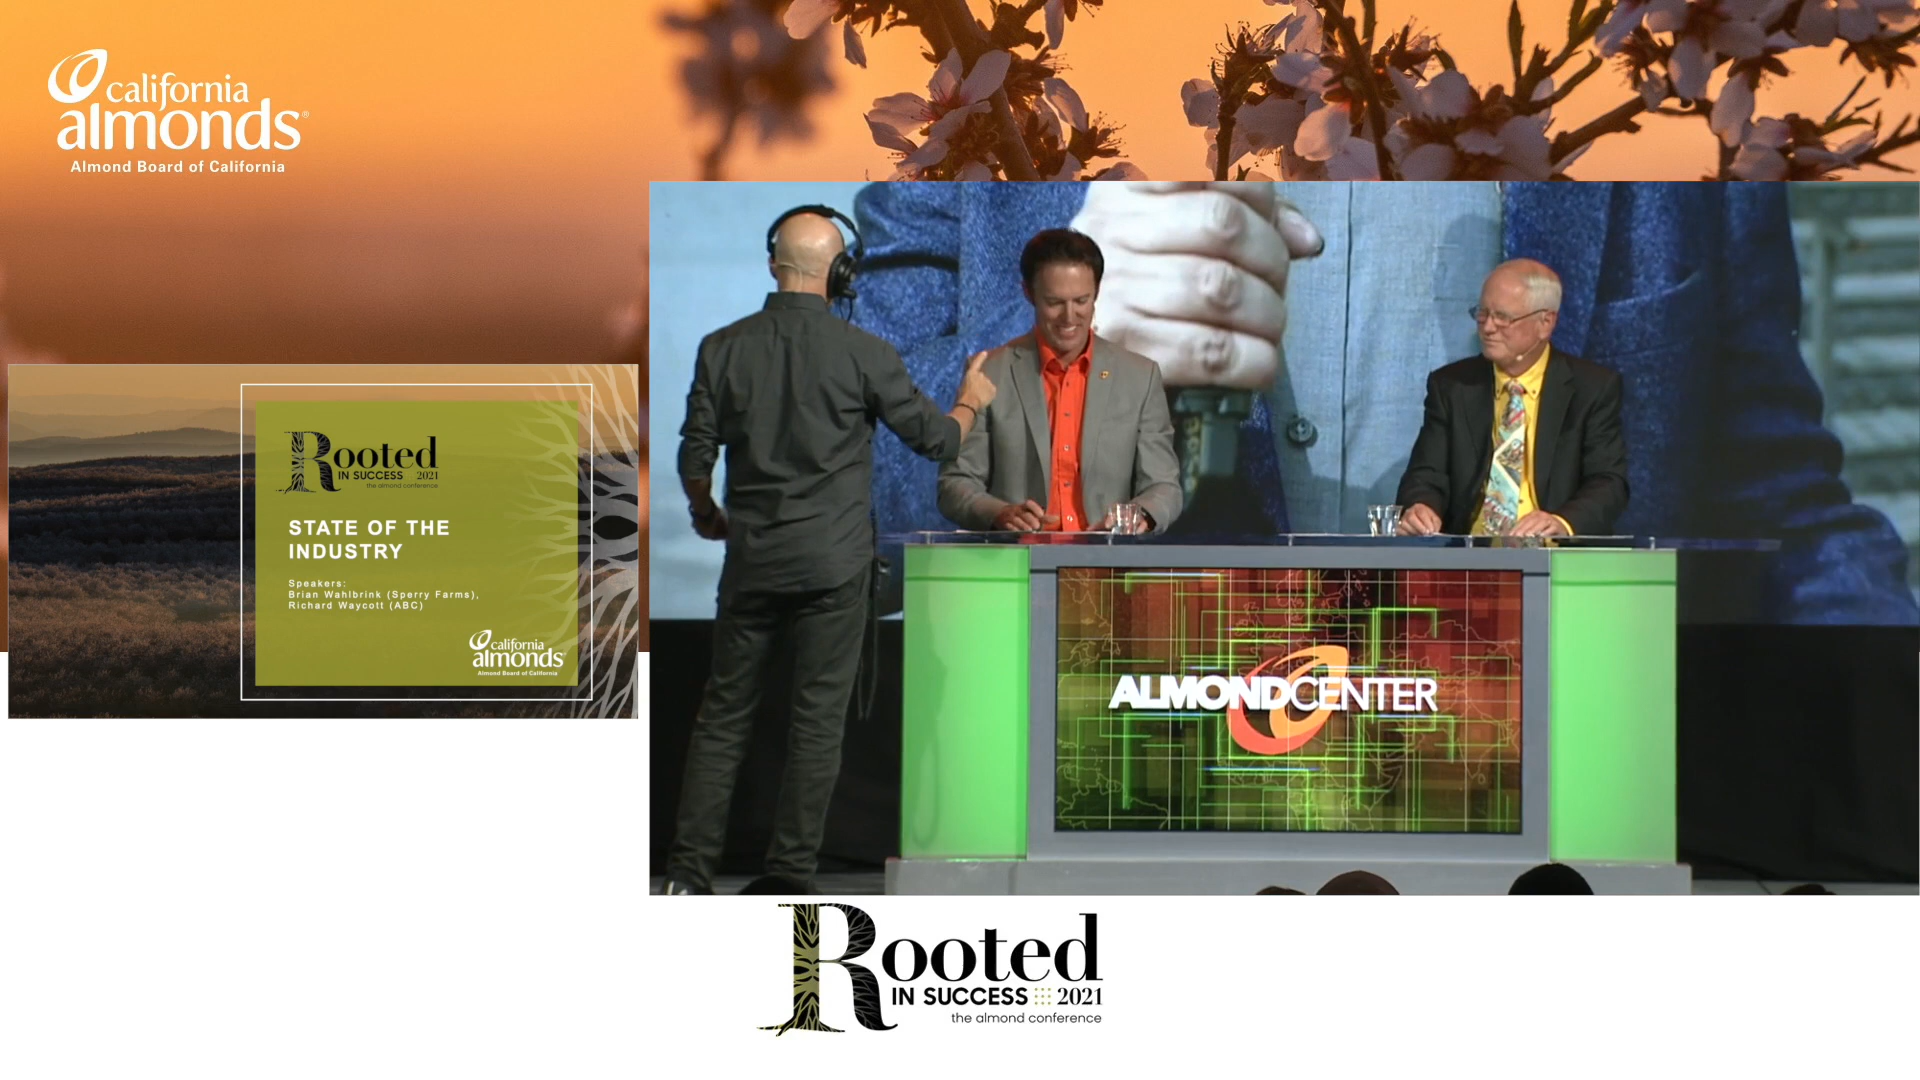 california
almonds®
Almond Board of California
Rooted
IN SUCCESS 2021
the almond conference
STATE OF THE
INDUSTRY
Speakers:
Brian Wahlbrink (Sperry Farms),
Richard Waycott (ABC)
california
almonds
Almond Board of California
ALMONDCENTER
Rooted
IN SUCCESS 2021
the almond conference